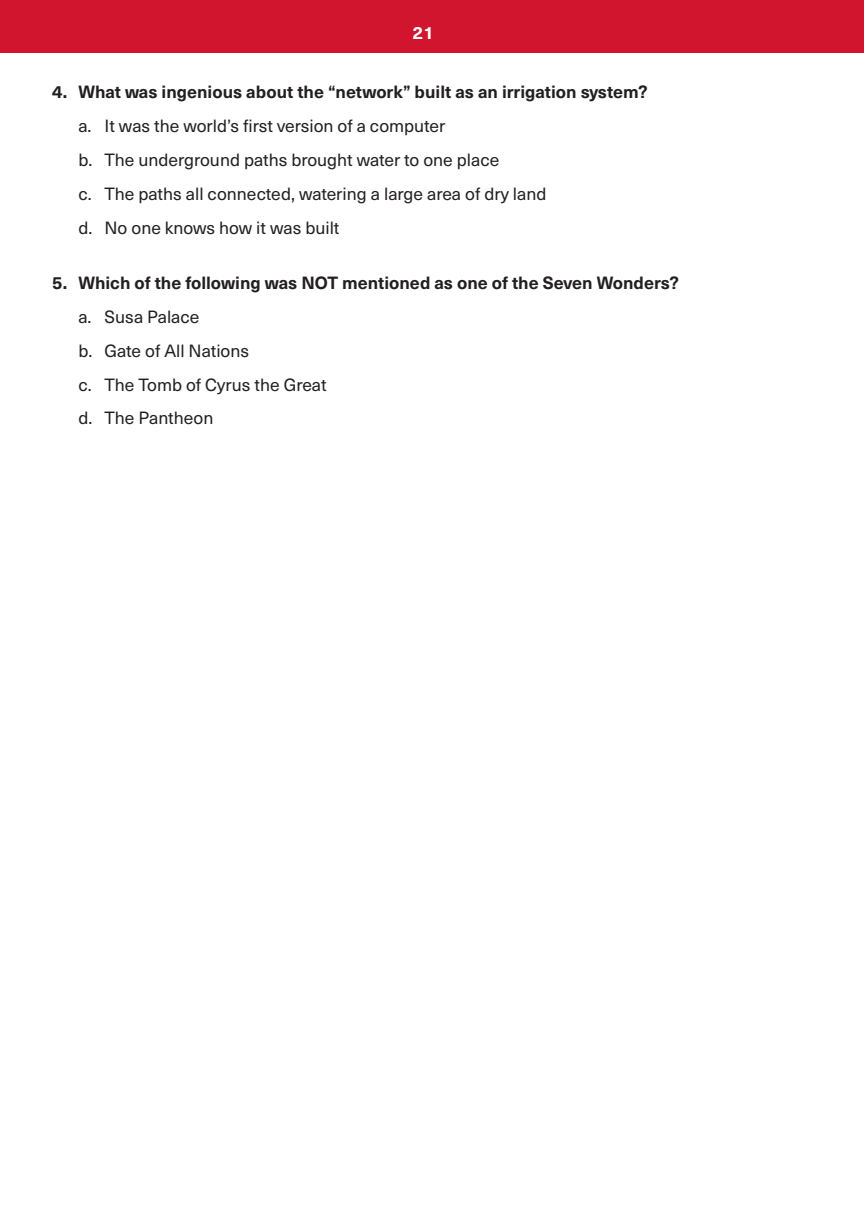 21
4. What was ingenious about the “network” built as an irrigation system?
a. It was the world’s first version of a computer
b. The underground paths brought water to one place
c. The paths all connected, watering a large area of dry land
d. No one knows how it was built
5. Which of the following was NOT mentioned as one of the Seven Wonders?
a. Susa Palace
b. Gate of All Nations
c. The Tomb of Cyrus the Great
d. The Pantheon